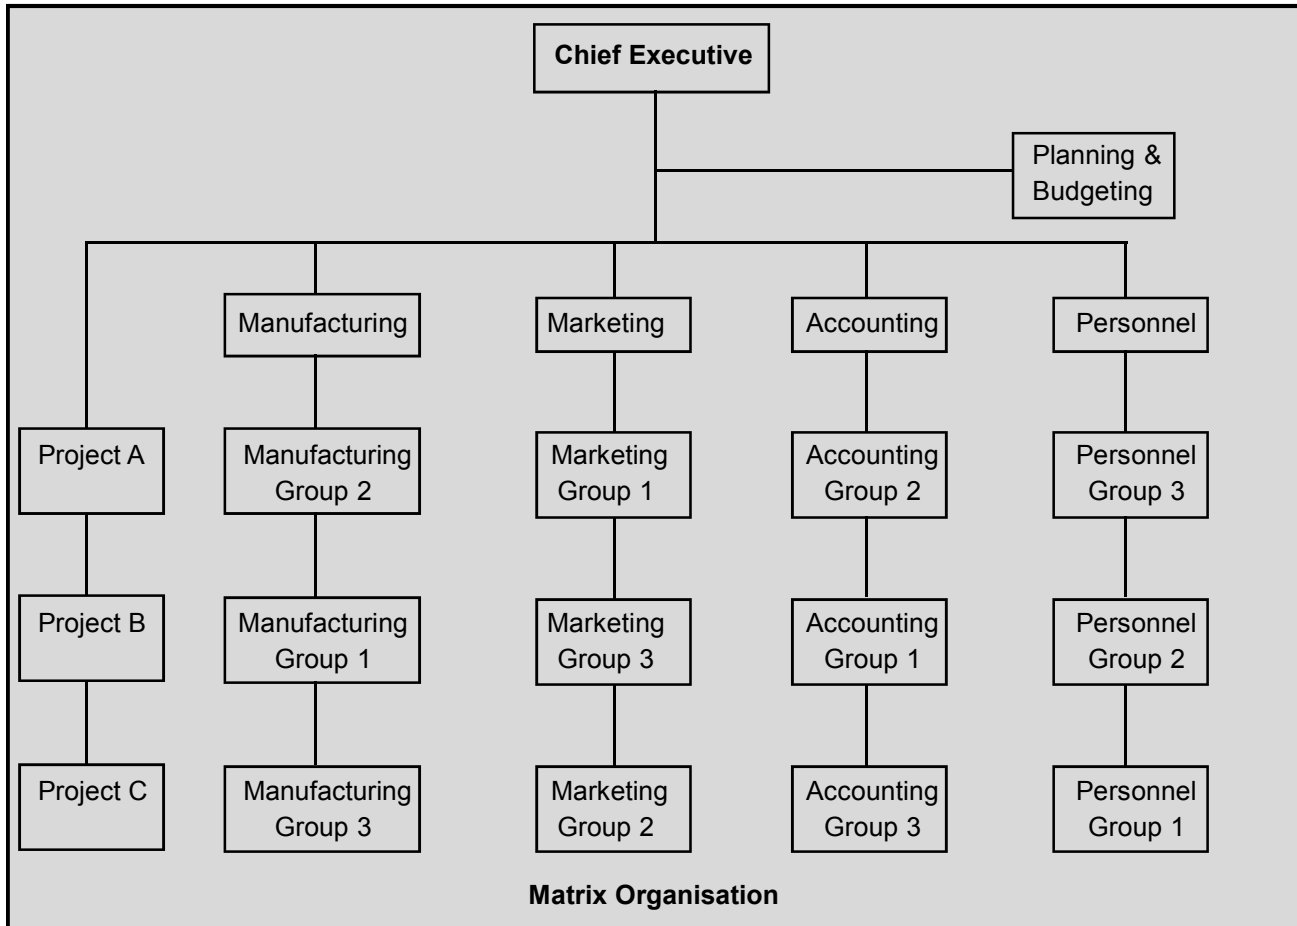 Chief Executive
Planning &
Budgeting
Manufacturing
Marketing
Accounting
Personnel
Project A
Manufacturing
Group 2
Marketing
Group 1
Accounting
Group 2
Personnel
Group 3
Project B
Manufacturing
Group 1
Marketing
Group 3
Accounting
Group 1
Personnel
Group 2
Project C
Manufacturing
Group 3
Marketing
Group 2
Accounting
Group 3
Personnel
Group 1
Matrix Organisation